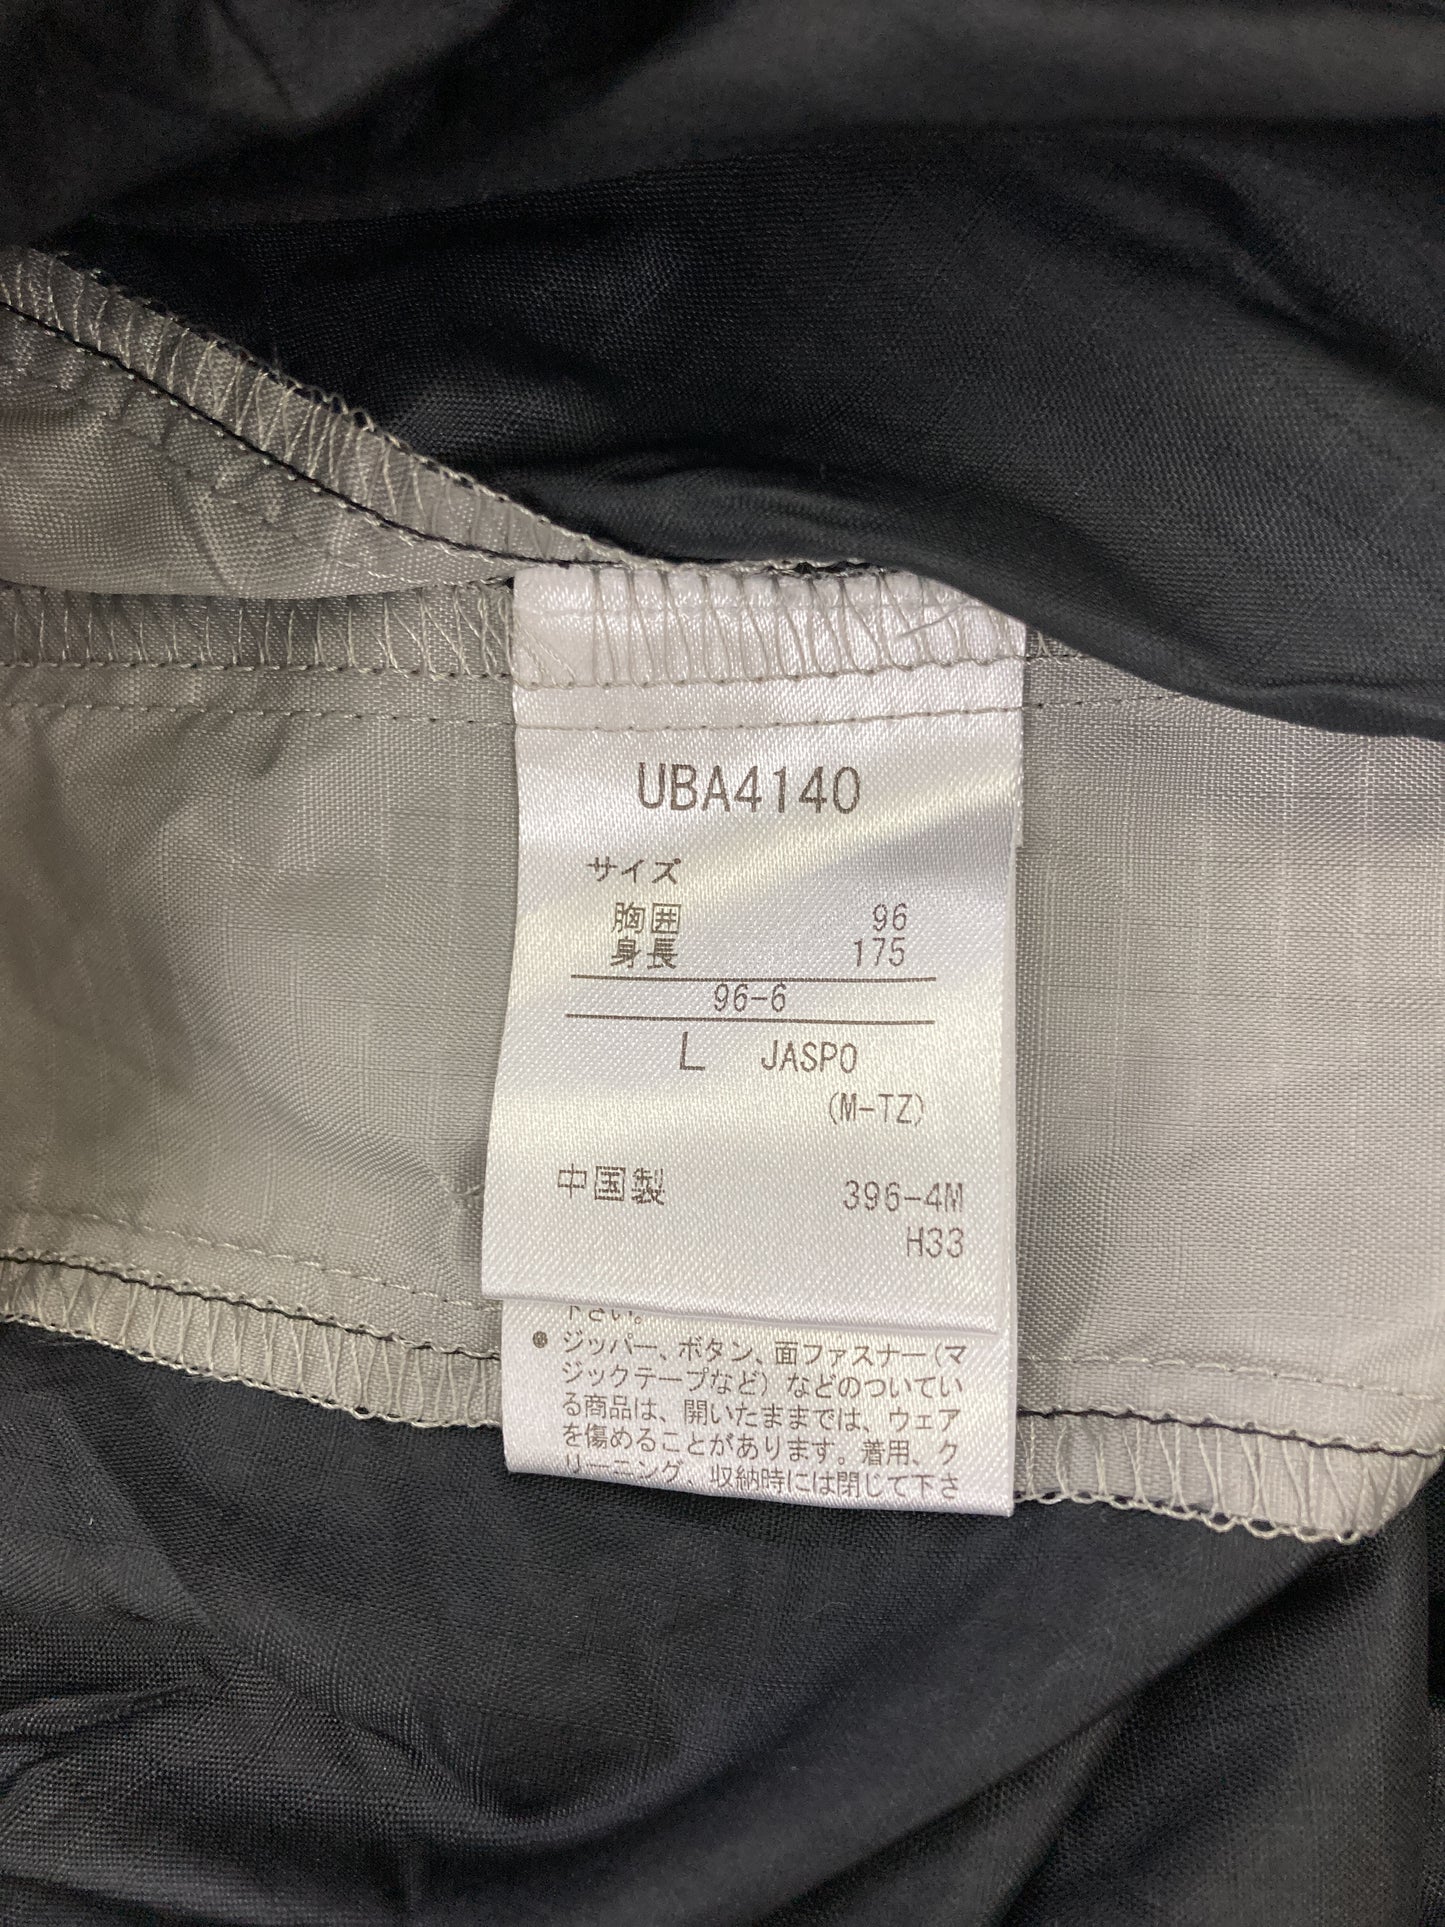 UBA4140
サイズ
胸囲 96
身長 175
96-6
L JASPO
(M-TZ)
中国製 396-4M
H33
下さい。
● ジッパー、ボタン、面ファスナー(マ
ジックテープなど) などのついてい
る商品は、開いたままでは、ウェア
を傷めることがあります。着用、ク
リーニング、収納時には閉じて下さ